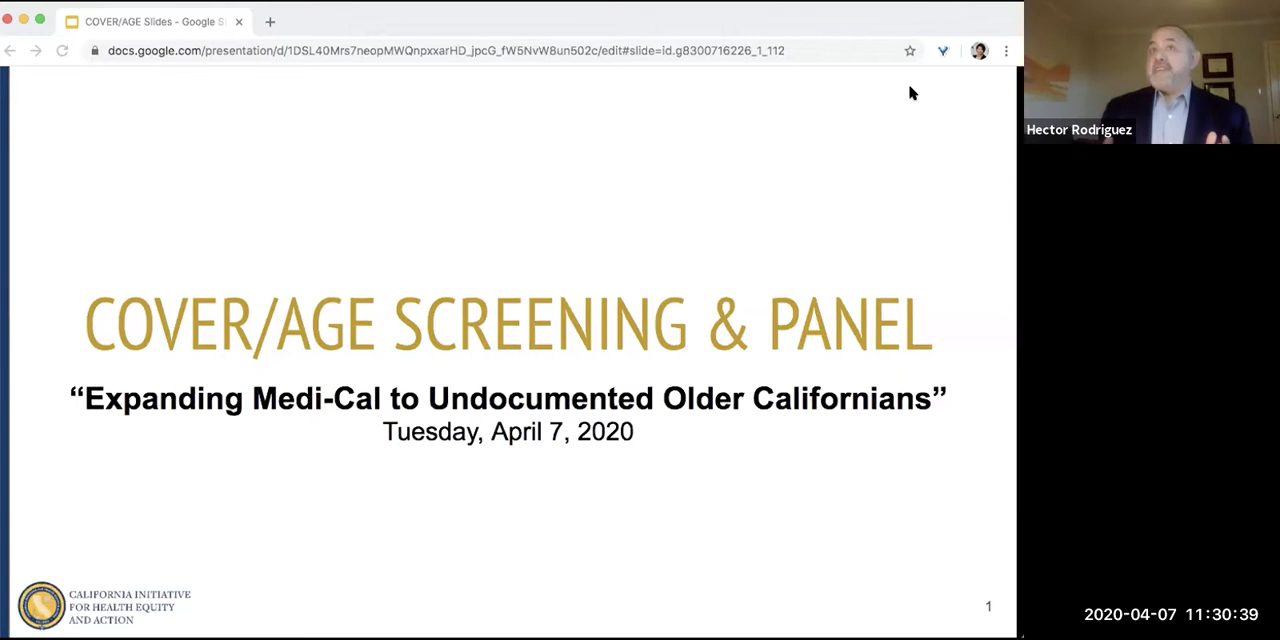 COVER/AGE Slides - Google S
docs.google.com/presentation/d/1DSL40Mrs7neopMWQnpxxarHD_jpcG_fW5NvW8un502c/edit#slide=id.g8300716226_1_112
Hector Rodriguez
COVER/AGE SCREENING & PANEL
“Expanding Medi-Cal to Undocumented Older Californians”
Tuesday, April 7, 2020
CALIFORNIA INITIATIVE
FOR HEALTH EQUITY
AND ACTION
1
2020-04-07 11:30:39